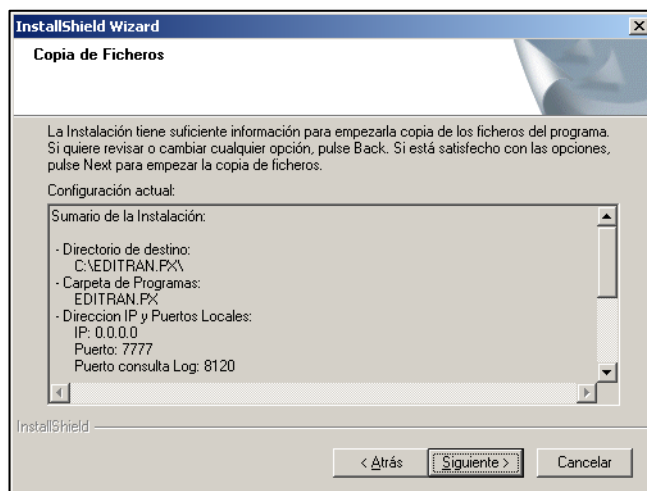 InstallShield Wizard
Copia de Ficheros
La Instalación tiene suficiente información para empezarla copia de los ficheros del programa.
Si quiere revisar o cambiar cualquier opción, pulse Back. Si está satisfecho con las opciones,
pulse Next para empezar la copia de ficheros.
Configuración actual:
Sumario de la Instalación:
- Directorio de destino:
C:\EDITRAN.PX\
- Carpeta de Programas:
EDITRAN.PX
- Direccion IP y Puertos Locales:
IP: 0.0.0.0
Puerto: 7777
Puerto consulta Log: 8120
InstallShield
< Atrás Siguiente > Cancelar